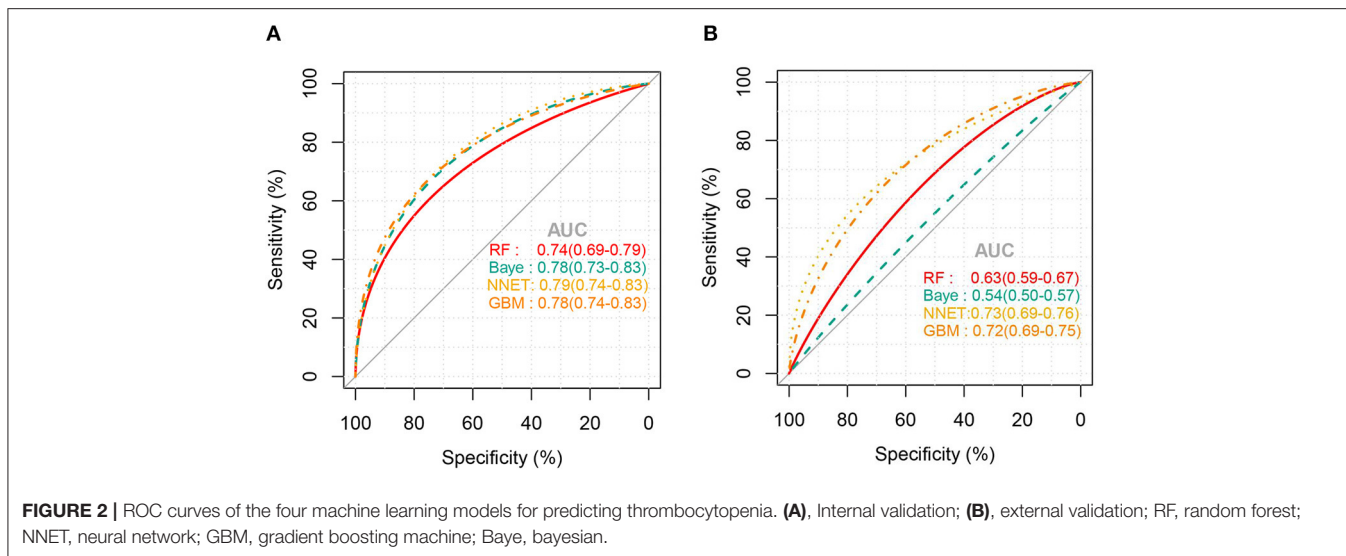 A
100
80
60
40
20
0
Sensitivity (%)
AUC
RF : 0.74(0.69-0.79)
Baye : 0.78(0.73-0.83)
NNET: 0.79(0.74-0.83)
GBM : 0.78(0.74-0.83)
100 80 60 40 20 0
Specificity (%)
B
100
80
60
40
20
0
Sensitivity (%)
AUC
RF : 0.63(0.59-0.67)
Baye : 0.54(0.50-0.57)
NNET:0.73(0.69-0.76)
GBM : 0.72(0.69-0.75)
100 80 60 40 20 0
Specificity (%)
FIGURE 2 | ROC curves of the four machine learning models for predicting thrombocytopenia. (A), Internal validation; (B), external validation; RF, random forest;
NNET, neural network; GBM, gradient boosting machine; Baye, bayesian.